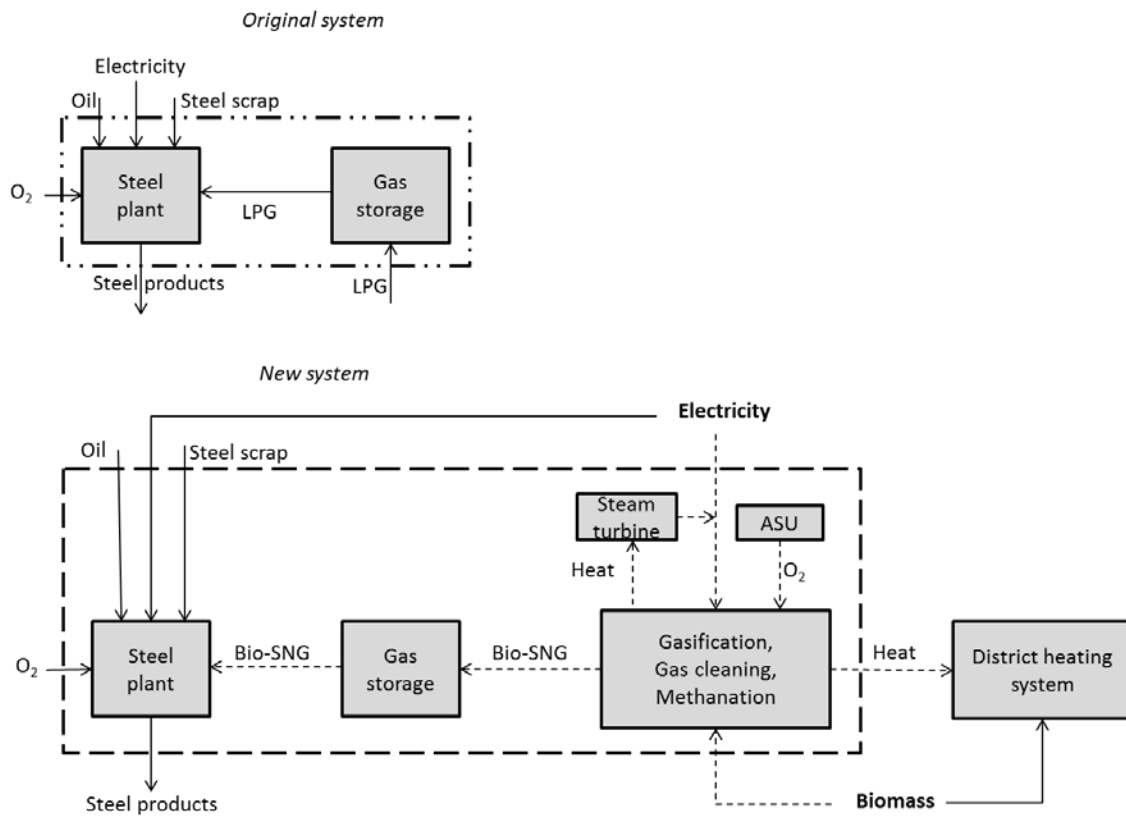 Original system
Electricity
Oil
Steel scrap
O₂
Steel
plant
LPG
Gas
storage
Steel products
LPG
New system
Electricity
Oil
Steel scrap
Steam
turbine
ASU
Heat
O₂
O₂
Steel
plant
Bio-SNG
Gas
storage
Bio-SNG
Gasification,
Gas cleaning,
Methanation
Heat
District heating
system
Steel products
Biomass